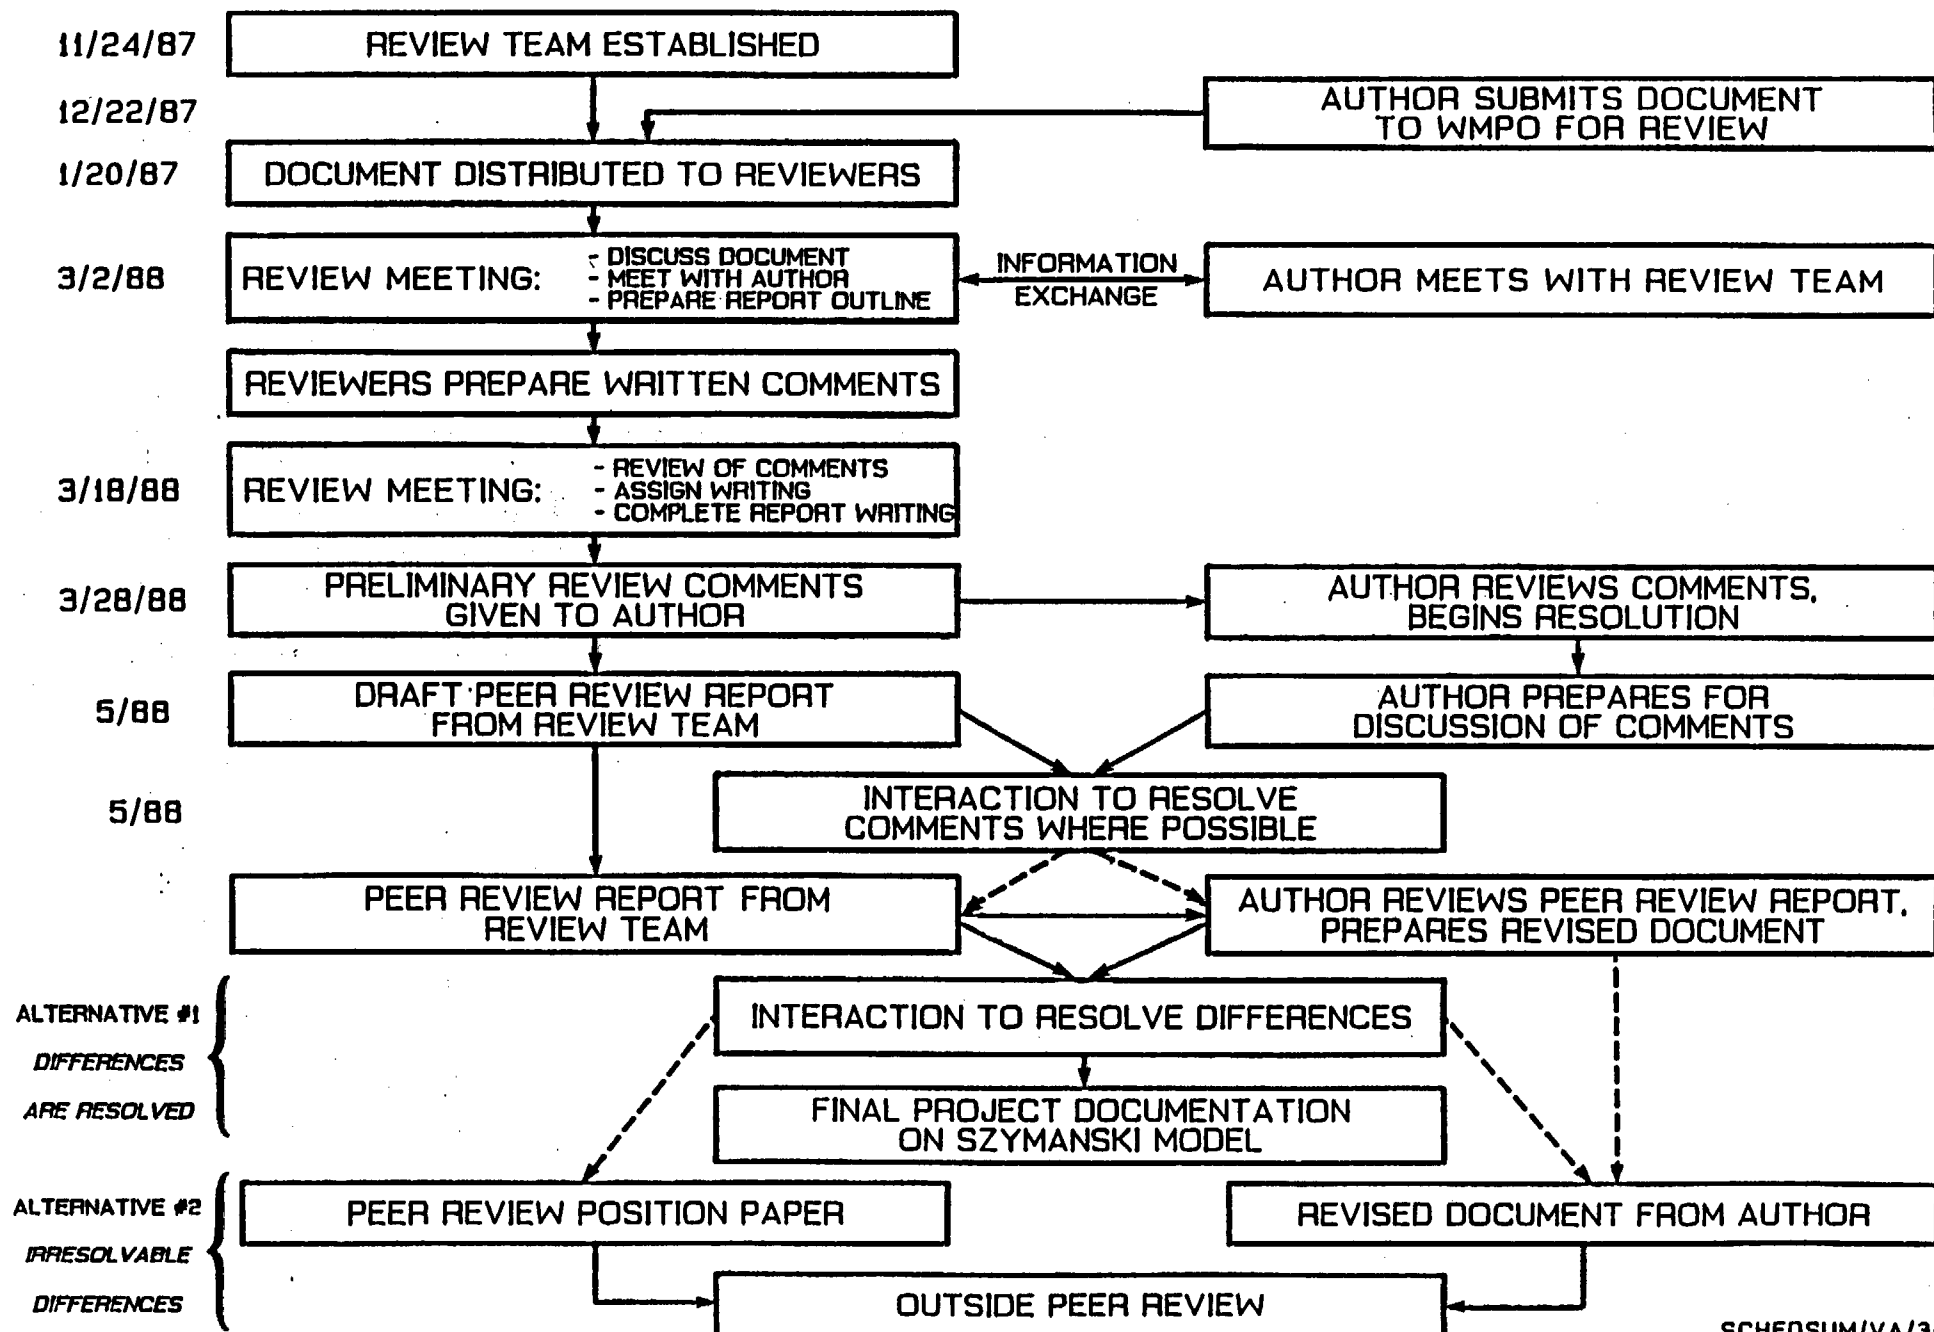 11/24/87
REVIEW TEAM ESTABLISHED
12/22/87
AUTHOR SUBMITS DOCUMENT
TO WMPO FOR REVIEW
1/20/87
DOCUMENT DISTRIBUTED TO REVIEWERS
3/2/88
REVIEW MEETING:
- DISCUSS DOCUMENT
- MEET WITH AUTHOR
- PREPARE REPORT OUTLINE
INFORMATION
EXCHANGE
AUTHOR MEETS WITH REVIEW TEAM
REVIEWERS PREPARE WRITTEN COMMENTS
3/18/88
REVIEW MEETING:
- REVIEW OF COMMENTS
- ASSIGN WRITING
- COMPLETE REPORT WRITING
3/28/88
PRELIMINARY REVIEW COMMENTS
GIVEN TO AUTHOR
AUTHOR REVIEWS COMMENTS,
BEGINS RESOLUTION
5/88
DRAFT PEER REVIEW REPORT
FROM REVIEW TEAM
AUTHOR PREPARES FOR
DISCUSSION OF COMMENTS
5/88
INTERACTION TO RESOLVE
COMMENTS WHERE POSSIBLE
PEER REVIEW REPORT FROM
REVIEW TEAM
AUTHOR REVIEWS PEER REVIEW REPORT,
PREPARES REVISED DOCUMENT
ALTERNATIVE #1
DIFFERENCES
ARE RESOLVED
INTERACTION TO RESOLVE DIFFERENCES
FINAL PROJECT DOCUMENTATION
ON SZYMANSKI MODEL
ALTERNATIVE #2
IRRESOLVABLE
DIFFERENCES
PEER REVIEW POSITION PAPER
REVISED DOCUMENT FROM AUTHOR
OUTSIDE PEER REVIEW